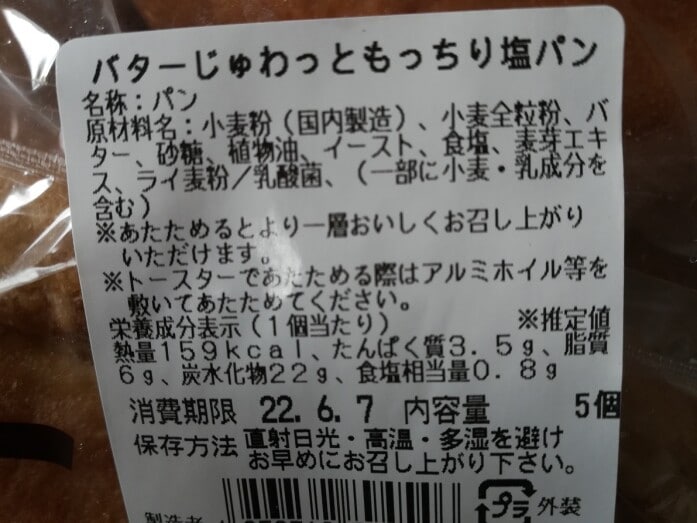 バターじゅわっともっちり塩パン
名称：パン
原材料名：小麦粉（国内製造）、小麦全粒粉、バ
ター、砂糖、植物油、イースト、食塩、麦芽エキ
ス、ライ麦粉／乳酸菌、（一部に小麦・乳成分を
含む）
※あたためるとより一層おいしくお召し上がり
いただけます。
※トースターであたためる際はアルミホイル等を
敷いてあたためてください。
栄養成分表示（１個当たり） ※推定値
熱量１５９ｋｃａｌ、たんぱく質３．５ｇ、脂質
６ｇ、炭水化物２２ｇ、食塩相当量０．８ｇ
消費期限 22.6.7 内容量 5個
保存方法 直射日光・高温・多湿を避け
お早めにお召し上がり下さい。
製造者 プラ 外装